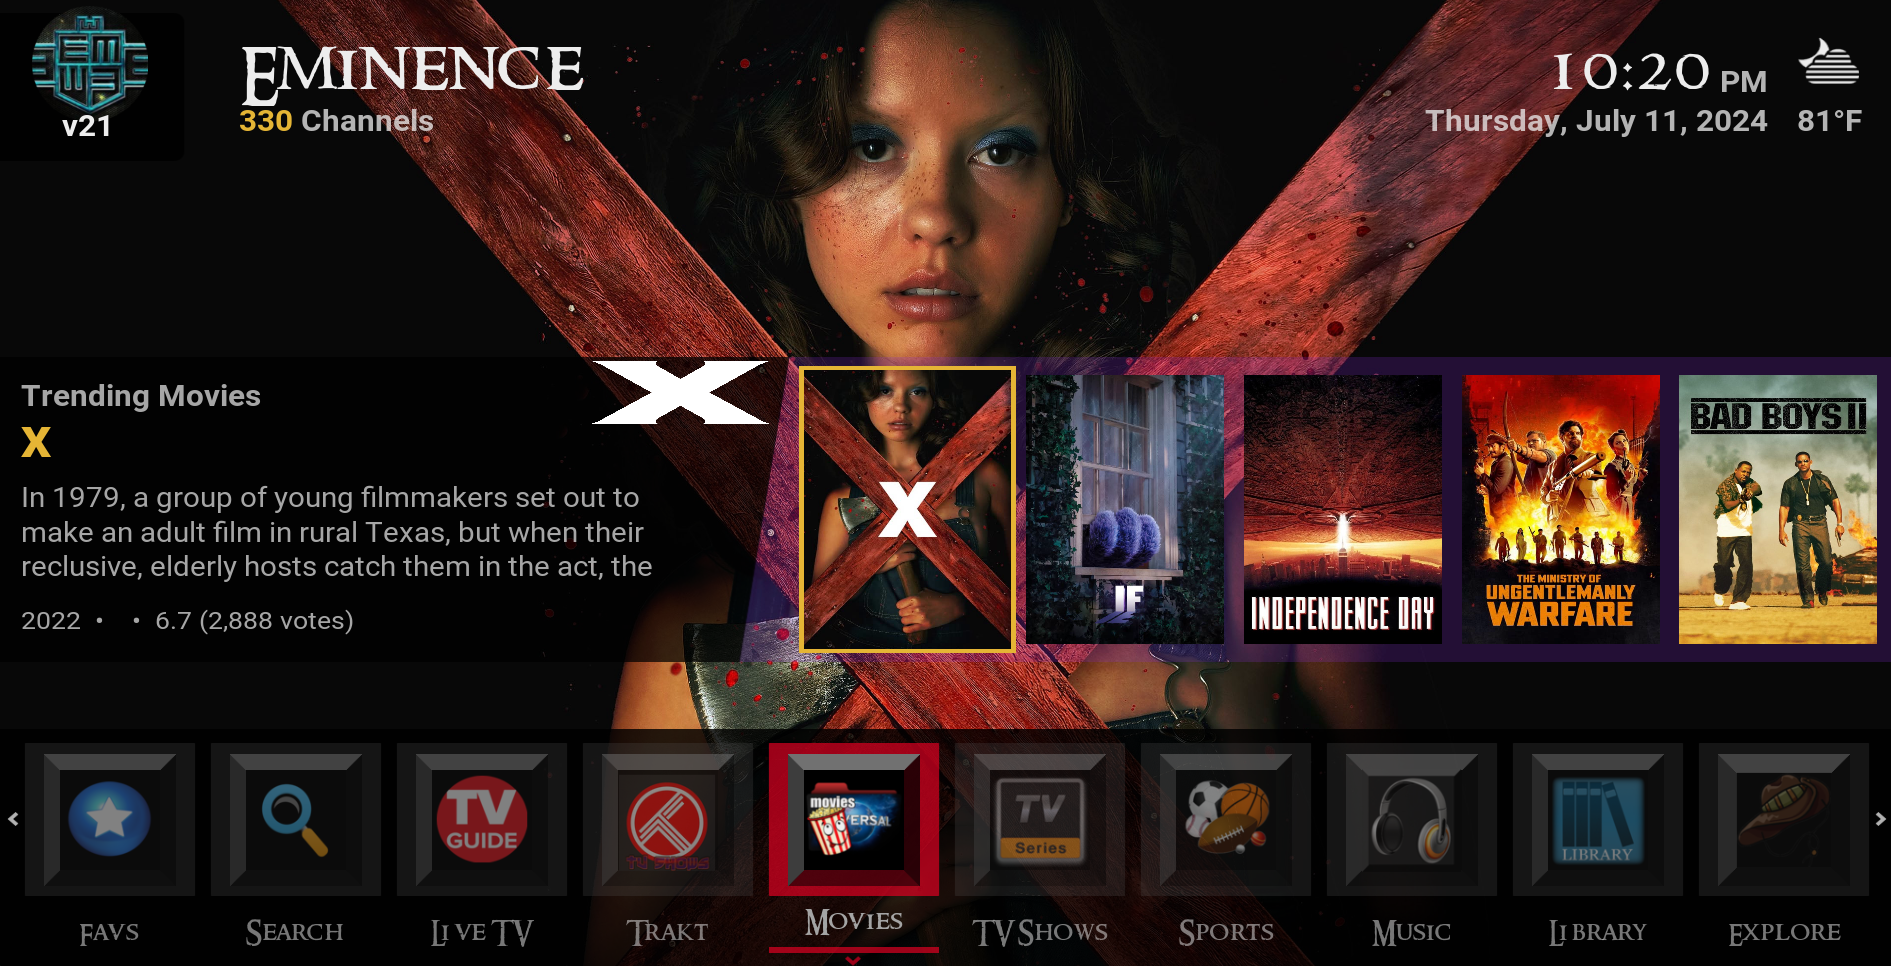 EMW3
v21
EMINENCE
330 Channels
10:20 PM
Thursday, July 11, 2024 81°F
Trending Movies
X
In 1979, a group of young filmmakers set out to
make an adult film in rural Texas, but when their
reclusive, elderly hosts catch them in the act, the
2022 • • 6.7 (2,888 votes)
X
X
IF
INDEPENDENCE DAY
THE MINISTRY OF
UNGENTLEMANLY
WARFARE
BAD BOYS II
TV
GUIDE
TV SHOWS
movies
VERSAL
TV
Series
LIBRARY
FAVS
SEARCH
LIVE TV
TRAKT
MOVIES
TV SHOWS
SPORTS
MUSIC
LIBRARY
EXPLORE